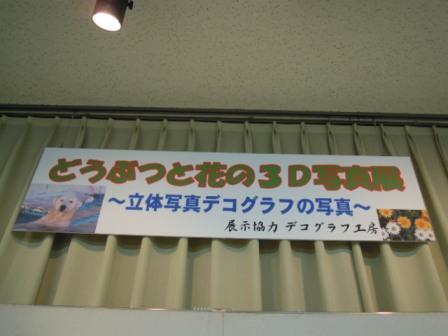 どうぶつと花の3D写真展
～立体写真デコグラフの写真～
展示協力 デコグラフ工房